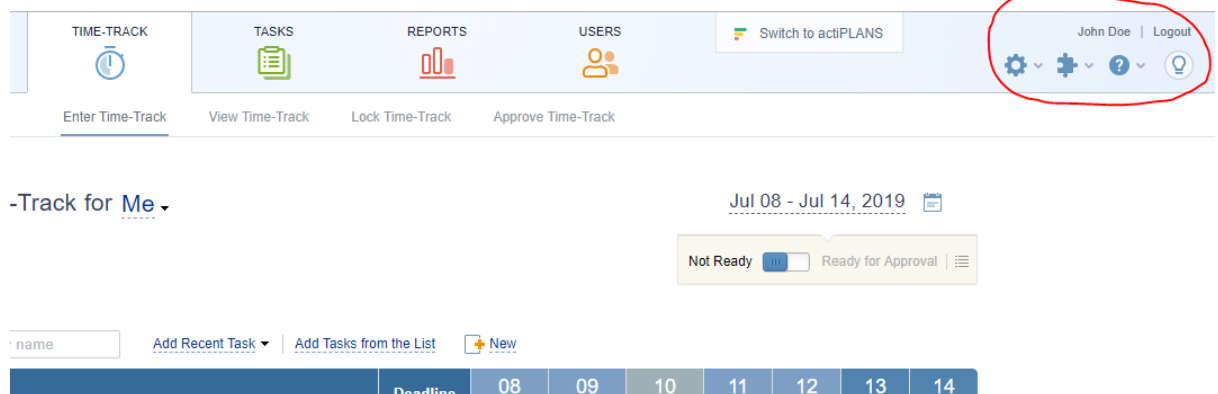 TIME-TRACK TASKS REPORTS USERS Switch to actiPLANS John Doe | Logout
Enter Time-Track View Time-Track Lock Time-Track Approve Time-Track
-Track for Me Jul 08 - Jul 14, 2019
Not Ready Ready for Approval
name Add Recent Task Add Tasks from the List New
Deadline 08 09 10 11 12 13 14